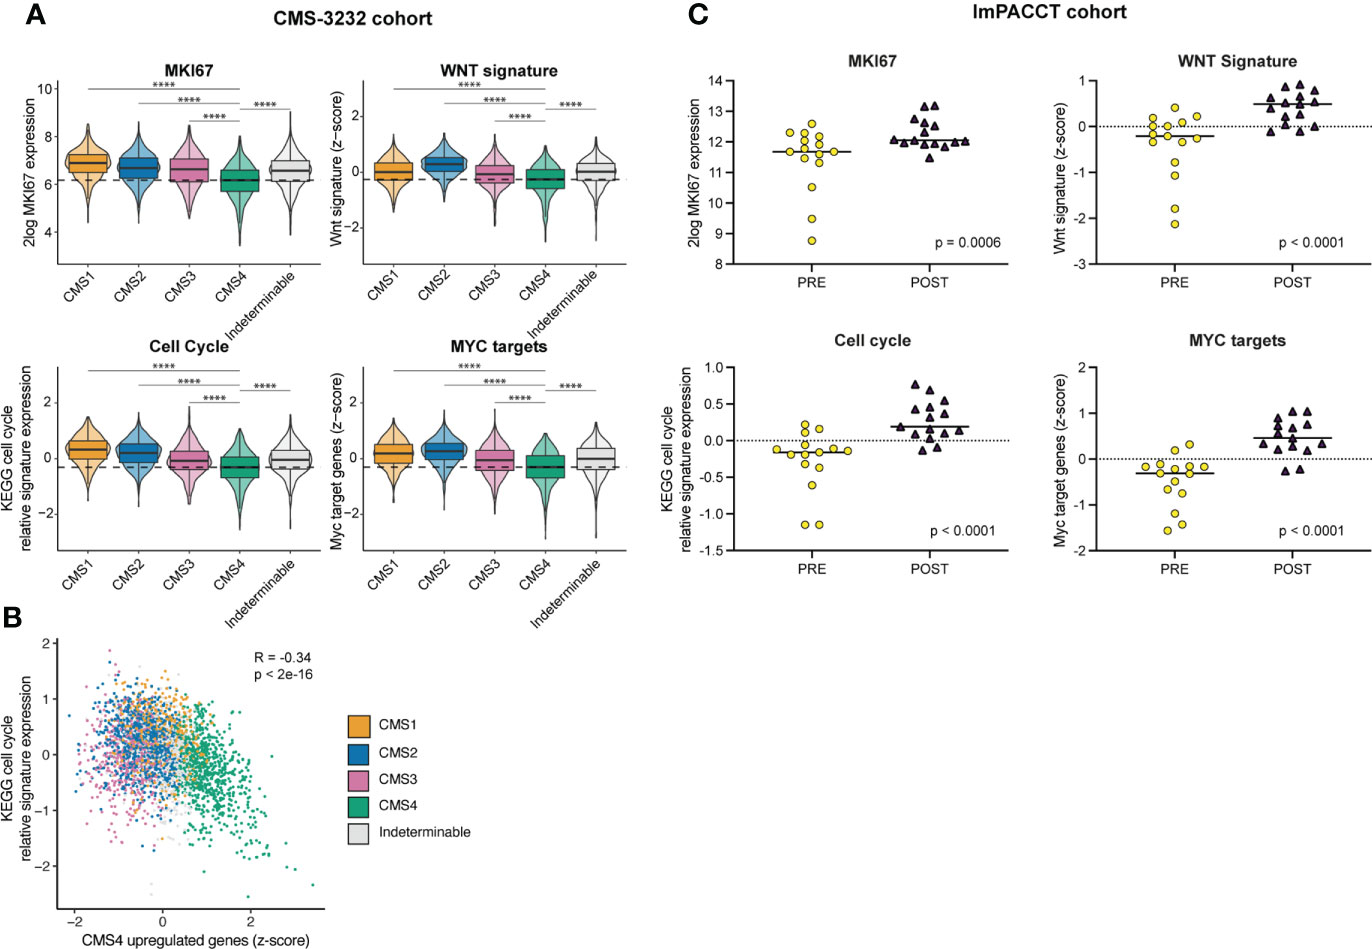 A
CMS-3232 cohort
MKI67
2log MKI67 expression
10
8
6
4
****
****
****
****
CMS1
CMS2
CMS3
CMS4
Indeterminable
WNT signature
Wnt signature (z−score)
2
0
−2
****
****
****
****
CMS1
CMS2
CMS3
CMS4
Indeterminable
Cell Cycle
KEGG cell cycle
relative signature expression
2
0
−2
****
****
****
****
CMS1
CMS2
CMS3
CMS4
Indeterminable
MYC targets
Myc target genes (z−score)
2
0
−2
****
****
****
****
CMS1
CMS2
CMS3
CMS4
Indeterminable
B
KEGG cell cycle
relative signature expression
2
1
0
−1
−2
R = -0.34
p < 2e-16
−2
0
2
CMS4 upregulated genes (z-score)
CMS1
CMS2
CMS3
CMS4
Indeterminable
C
ImPACCT cohort
MKI67
2log MKI67 expression
14
13
12
11
10
9
8
p = 0.0006
PRE
POST
WNT Signature
Wnt signature (z-score)
1
0
-1
-2
-3
p < 0.0001
PRE
POST
Cell cycle
KEGG cell cycle
relative signature expression
1.0
0.5
0.0
-0.5
-1.0
-1.5
p < 0.0001
PRE
POST
MYC targets
Myc target genes (z-score)
2
1
0
-1
-2
p < 0.0001
PRE
POST